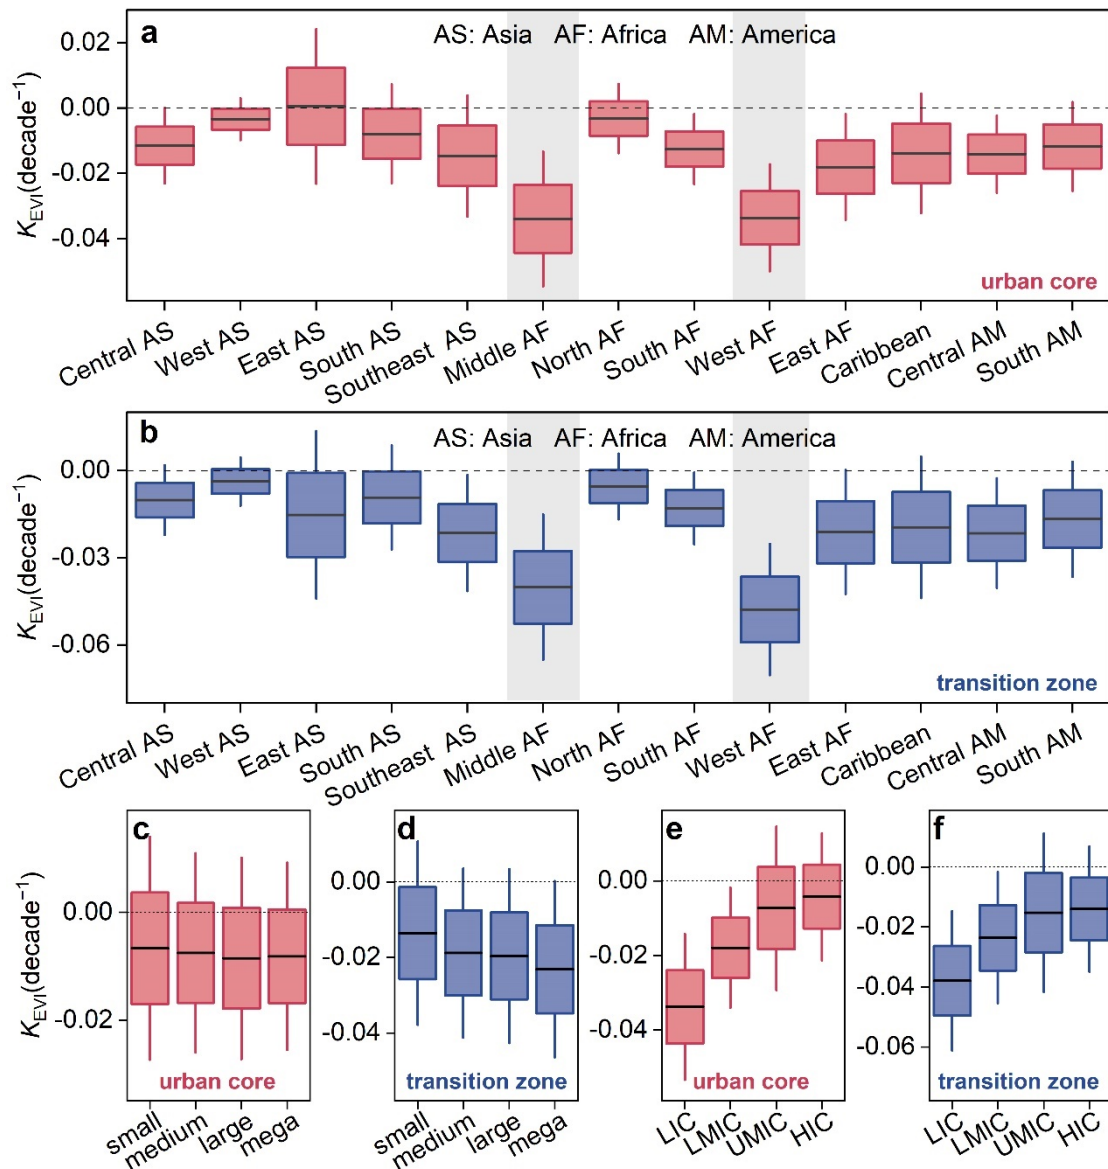 a
AS: Asia AF: Africa AM: America
K_EVI(decade⁻¹)
0.02
0.00
-0.02
-0.04
urban core
Central AS
West AS
East AS
South AS
Southeast AS
Middle AF
North AF
South AF
West AF
East AF
Caribbean
Central AM
South AM
b
AS: Asia AF: Africa AM: America
K_EVI(decade⁻¹)
0.00
-0.03
-0.06
transition zone
Central AS
West AS
East AS
South AS
Southeast AS
Middle AF
North AF
South AF
West AF
East AF
Caribbean
Central AM
South AM
c
K_EVI(decade⁻¹)
0.00
-0.02
urban core
small
medium
large
mega
d
0.00
-0.02
-0.04
transition zone
small
medium
large
mega
e
0.00
-0.02
-0.04
urban core
LIC
LMIC
UMIC
HIC
f
0.00
-0.02
-0.04
-0.06
transition zone
LIC
LMIC
UMIC
HIC